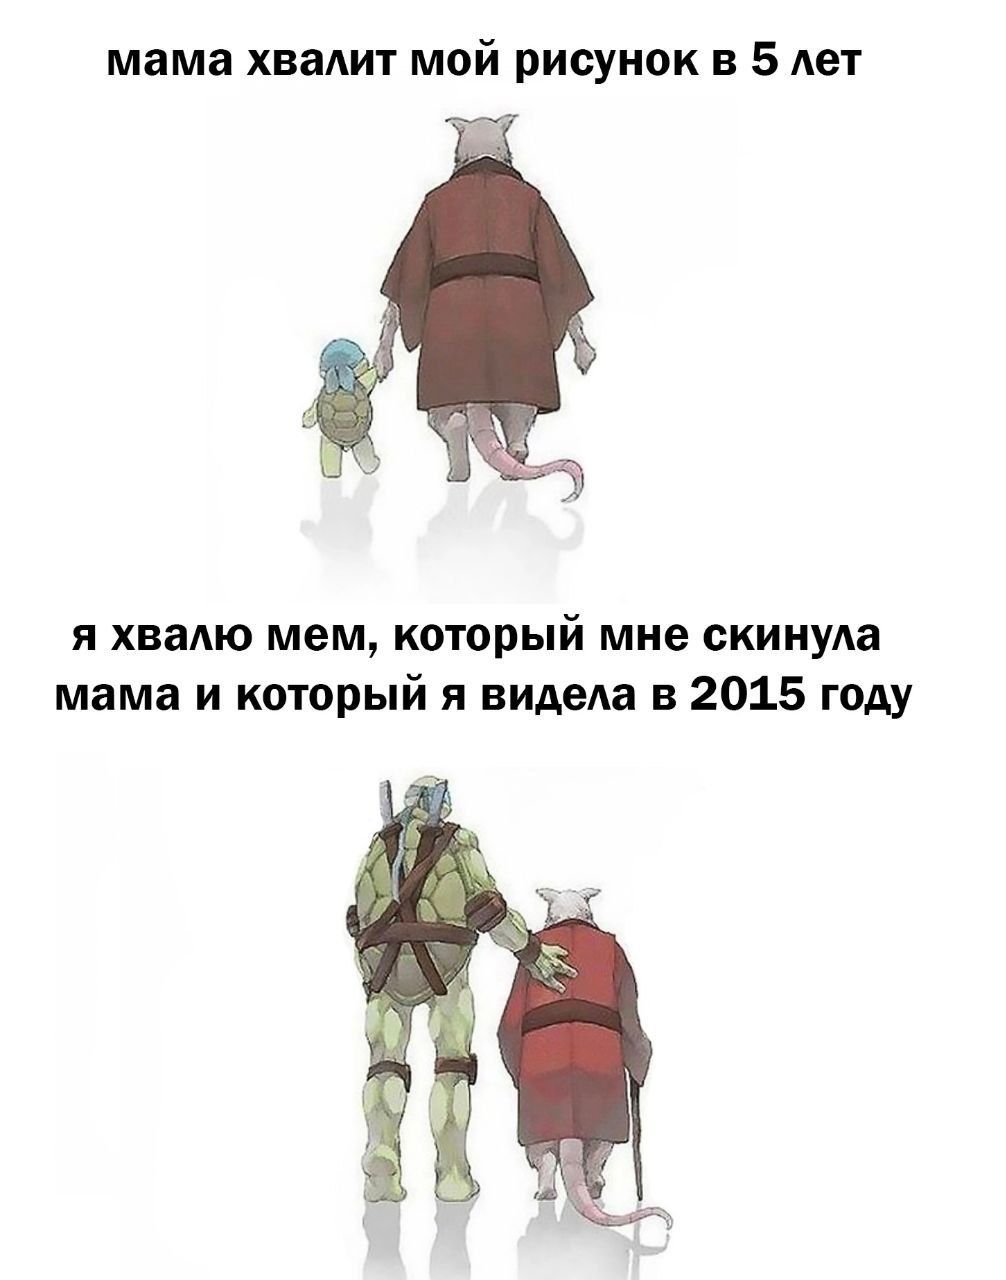 мама хвалит мой рисунок в 5 лет
я хвалю мем, который мне скинула
мама и который я видела в 2015 году